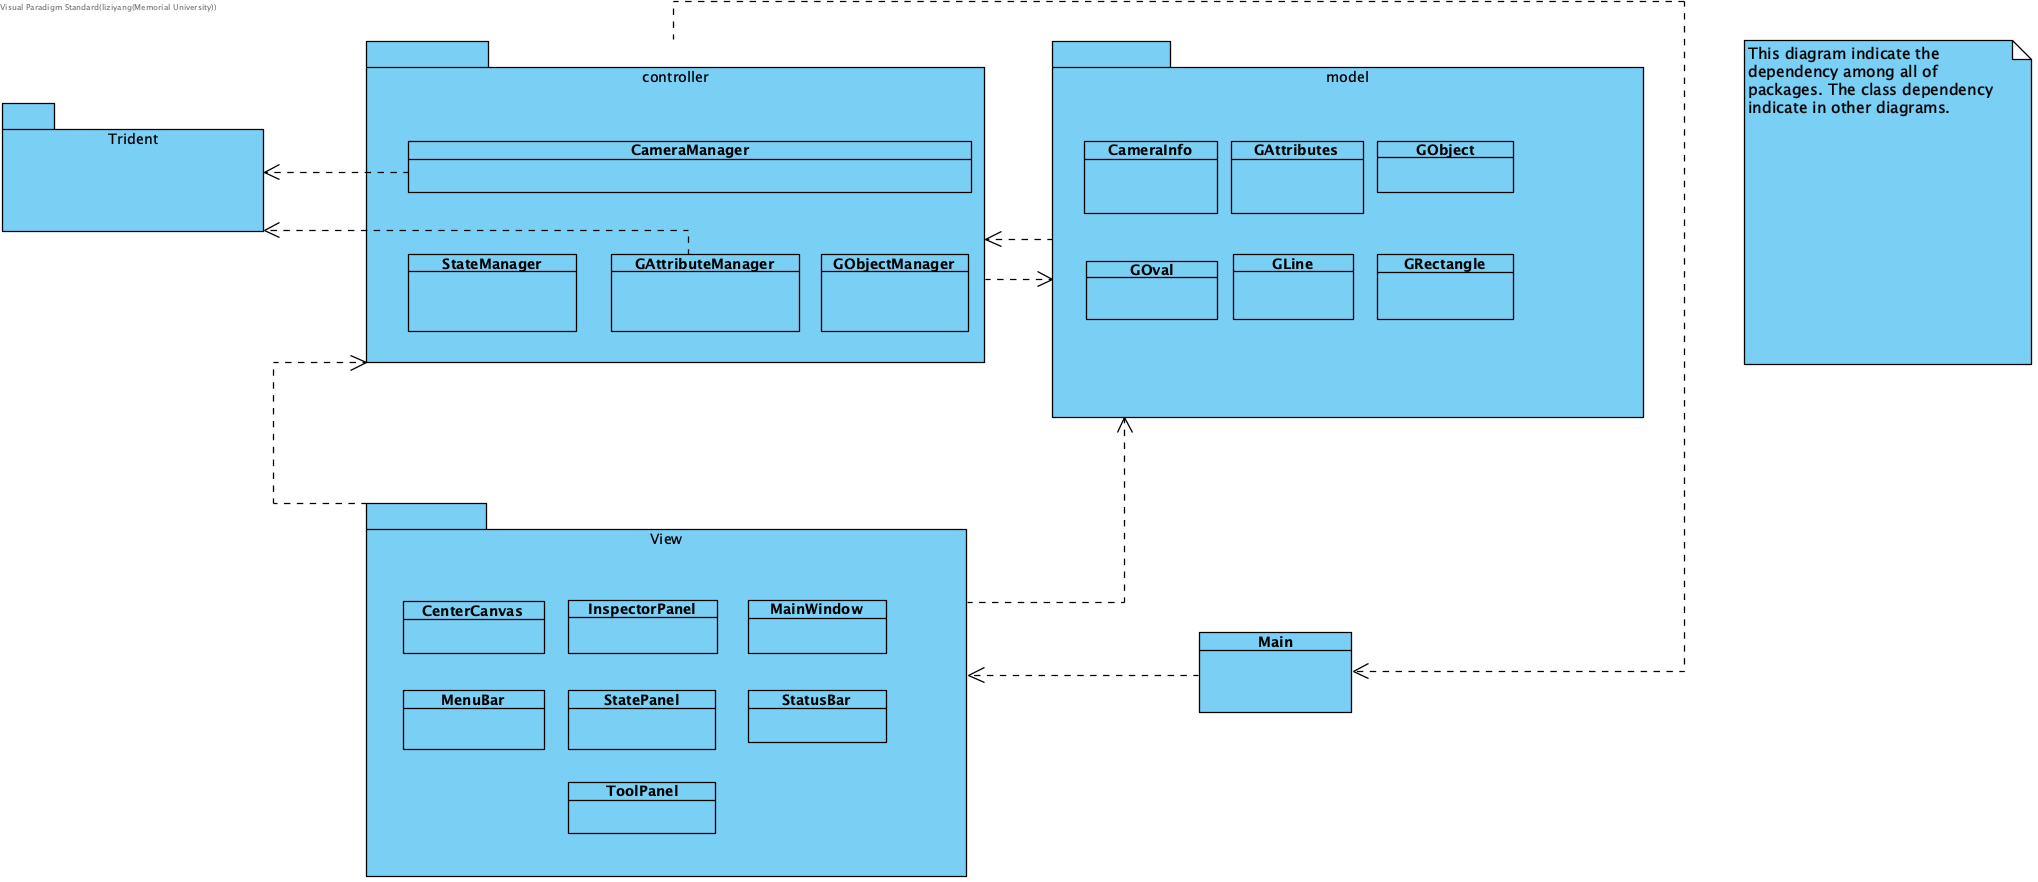 Visual Paradigm Standard(liziyang(Memorial University))
controller
model
This diagram indicate the
dependency among all of
packages. The class dependency
indicate in other diagrams.
Trident
CameraManager
CameraInfo
GAttributes
GObject
StateManager
GAttributeManager
GObjectManager
GOval
GLine
GRectangle
View
CenterCanvas
InspectorPanel
MainWindow
Main
MenuBar
StatePanel
StatusBar
ToolPanel